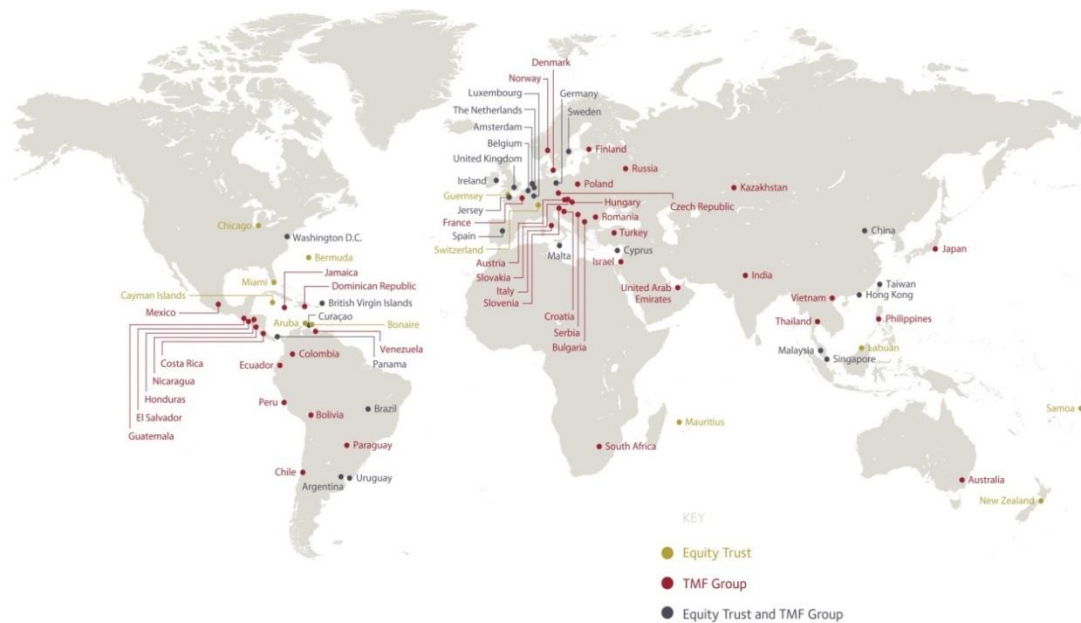 Denmark
Norway
Luxembourg
Germany
The Netherlands
Sweden
Amsterdam
Belgium
United Kingdom
Finland
Ireland
Russia
Poland
Kazakhstan
Guernsey
Hungary
Czech Republic
Jersey
France
Romania
Chicago
Spain
Turkey
China
Washington D.C.
Switzerland
Malta
Cyprus
Japan
Bermuda
Austria
Israel
Jamaica
Slovakia
India
Miami
Dominican Republic
Italy
United Arab
Emirates
Taiwan
Cayman Islands
British Virgin Islands
Slovenia
Vietnam
Hong Kong
Mexico
Curaçao
Croatia
Aruba
Bonaire
Serbia
Thailand
Philippines
Bulgaria
Venezuela
Labuan
Malaysia
Colombia
Singapore
Costa Rica
Ecuador
Panama
Nicaragua
Honduras
Peru
Brazil
Samoa
El Salvador
Bolivia
Mauritius
Guatemala
Paraguay
South Africa
Chile
Uruguay
Australia
Argentina
New Zealand
KEY
Equity Trust
TMF Group
Equity Trust and TMF Group